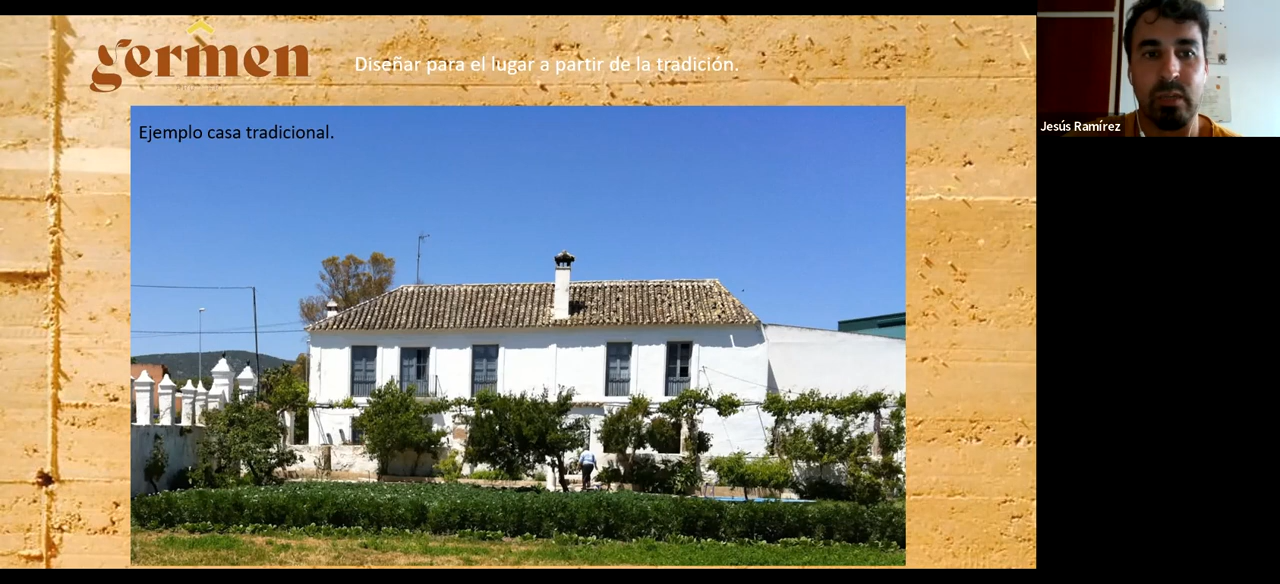 germen
Diseñar para el lugar a partir de la tradición.
Ejemplo casa tradicional.
Jesús Ramírez